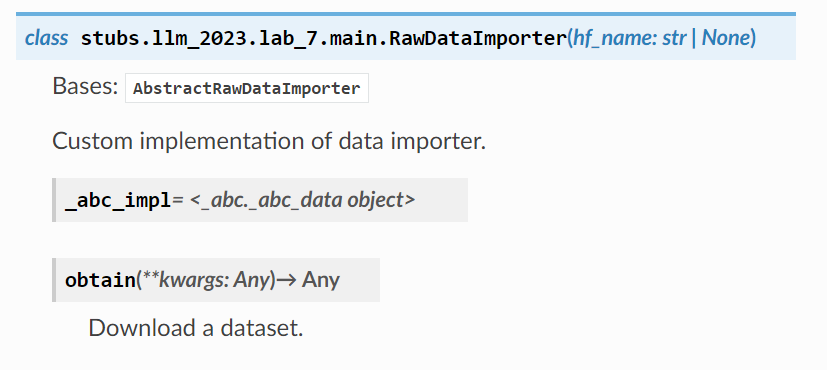 class stubs.llm_2023.lab_7.main.RawDataImporter(hf_name: str | None)
Bases: AbstractRawDataImporter
Custom implementation of data importer.
_abc_impl= <_abc._abc_data object>
obtain(**kwargs: Any)→ Any
Download a dataset.